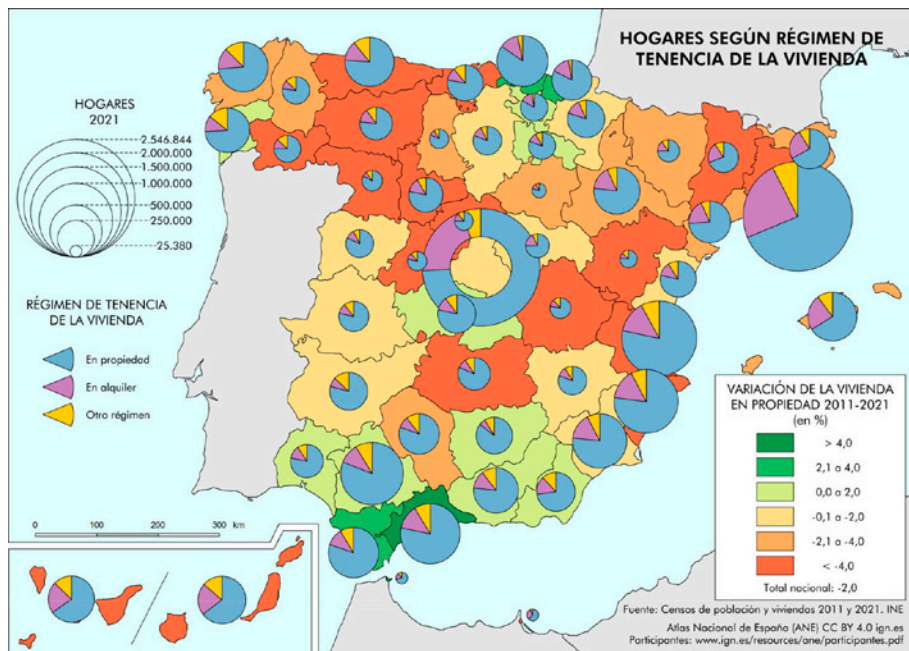 HOGARES SEGÚN RÉGIMEN DE
TENENCIA DE LA VIVIENDA
HOGARES
2021
2.546.844
2.000.000
1.500.000
1.000.000
500.000
250.000
25.380
RÉGIMEN DE TENENCIA
DE LA VIVIENDA
En propiedad
En alquiler
Otro régimen
VARIACIÓN DE LA VIVIENDA
EN PROPIEDAD 2011-2021
(en %)
> 4,0
2,1 a 4,0
0,0 a 2,0
-0,1 a -2,0
-2,1 a -4,0
< -4,0
Total nacional: -2,0
0 100 200 300 km
Fuente: Censos de población y viviendas 2011 y 2021. INE
Atlas Nacional de España (ANE) CC BY 4.0 ign.es
Participantes: www.ign.es/resources/ane/participantes.pdf